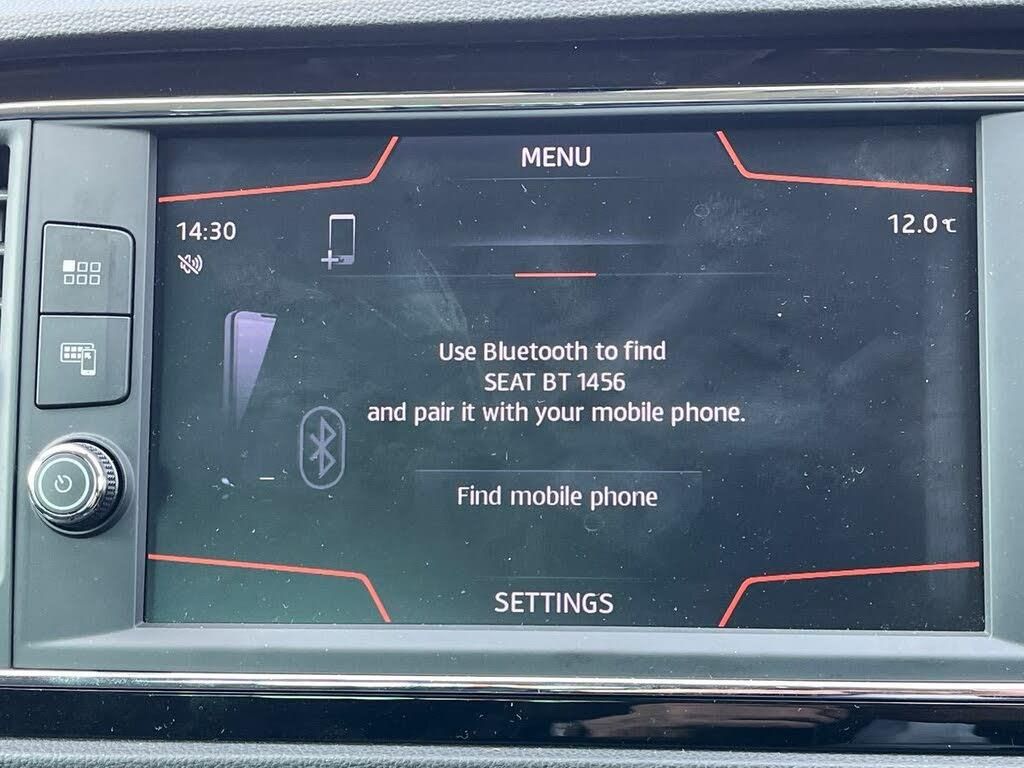 MENU
14:30
12.0°C
Use Bluetooth to find
SEAT BT 1456
and pair it with your mobile phone.
Find mobile phone
SETTINGS